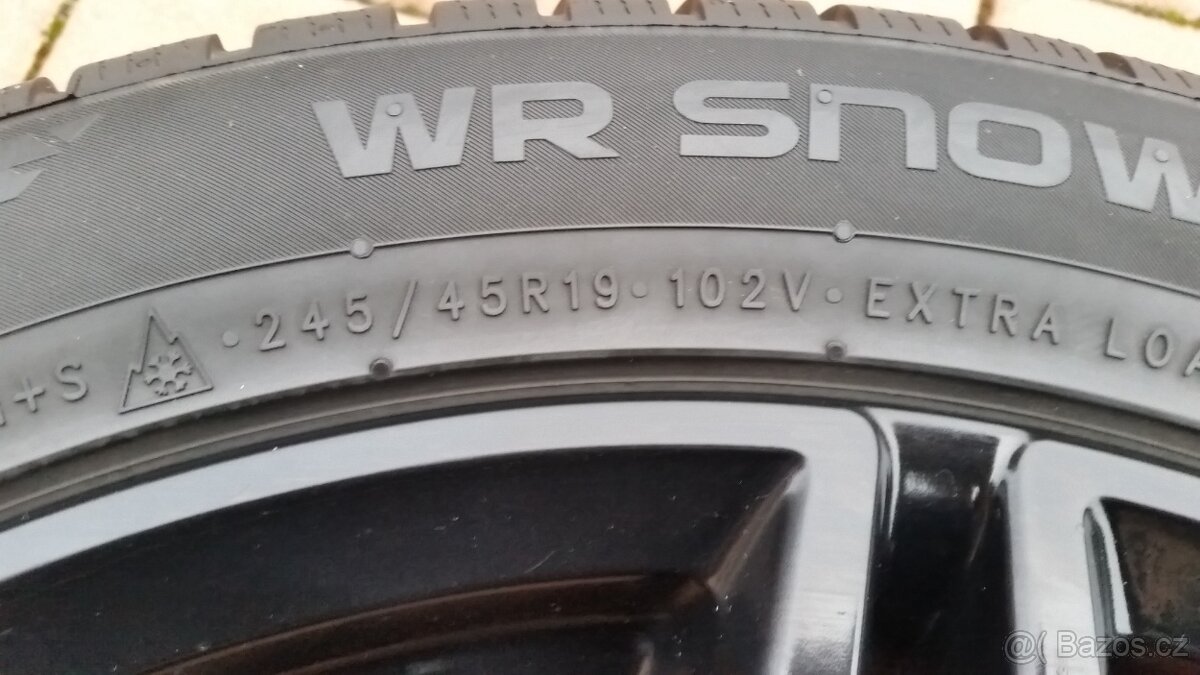 WR SNOW
+S · 245/45R19 · 102V · EXTRA LOA
@( Bazos.cz